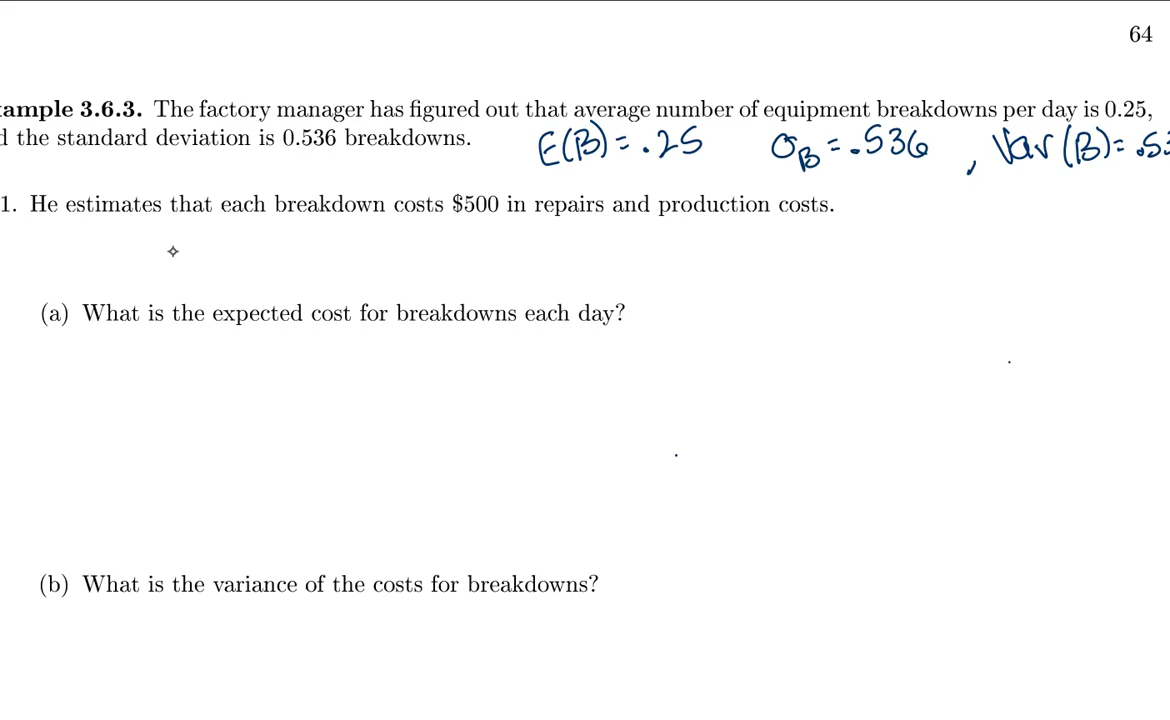 64
ample 3.6.3. The factory manager has figured out that average number of equipment breakdowns per day is 0.25,
the standard deviation is 0.536 breakdowns. E(B) = .25 σB = .536 , Var(B) = .53
1. He estimates that each breakdown costs $500 in repairs and production costs.
(a) What is the expected cost for breakdowns each day?
(b) What is the variance of the costs for breakdowns?